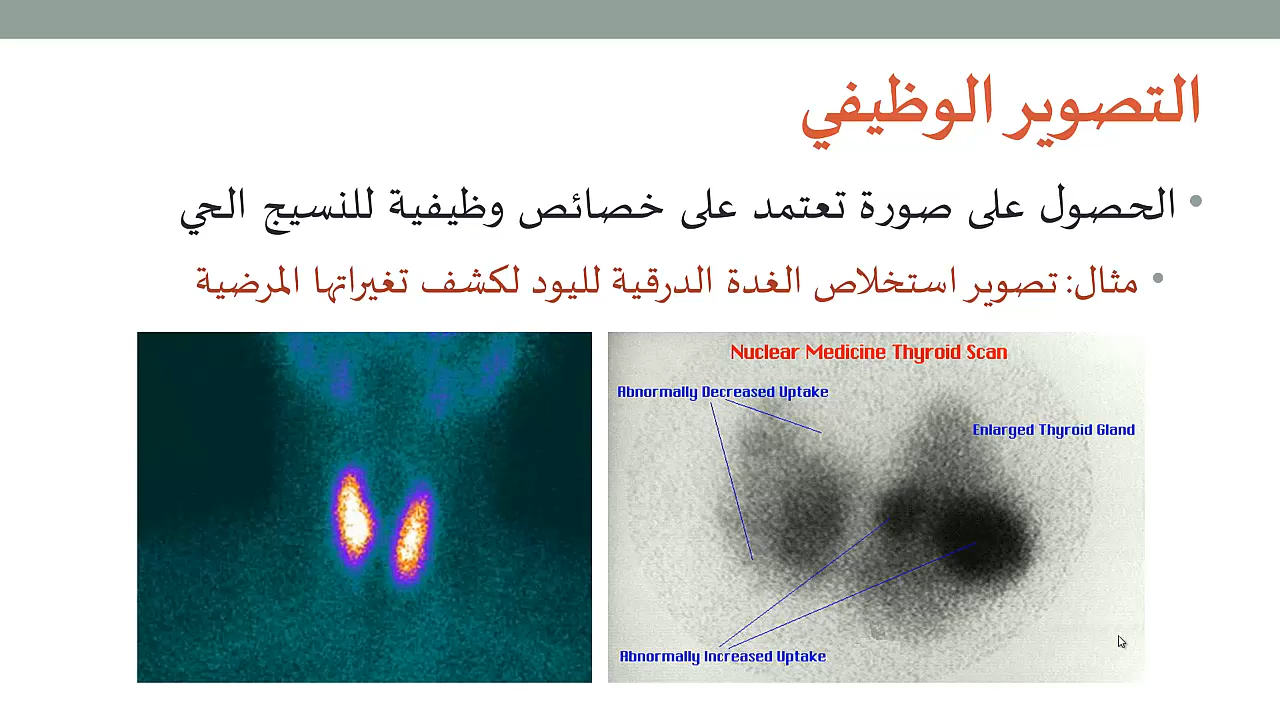 التصوير الوظيفي
• الحصول على صورة تعتمد على خصائص وظيفية للنسيج الحي
• مثال: تصوير استخلاص الغدة الدرقية لليود لكشف تغيراتها المرضية
Nuclear Medicine Thyroid Scan
Abnormally Decreased Uptake
Enlarged Thyroid Gland
Abnormally Increased Uptake